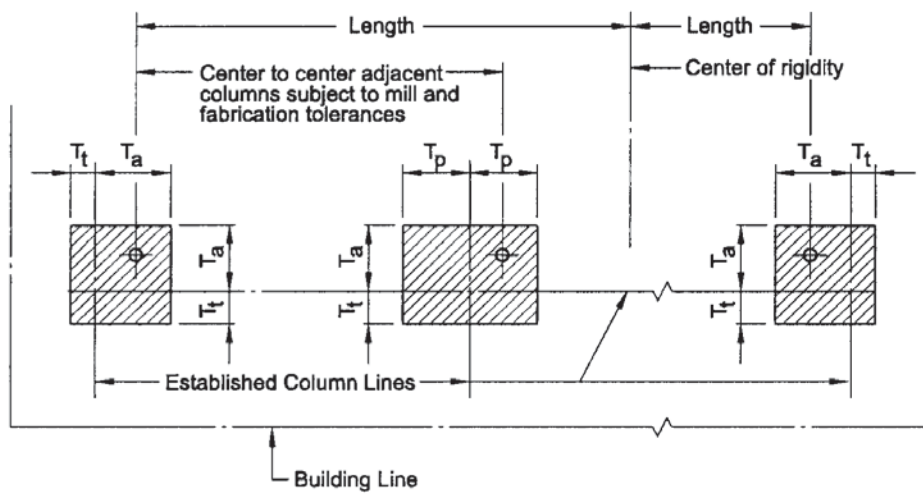 Length
Length
Center to center adjacent
columns subject to mill and
fabrication tolerances
Center of rigidity
Tt
Ta
Tp
Tp
Ta
Tt
Ta
Ta
Ta
Tt
Tt
Tt
Established Column Lines
Building Line